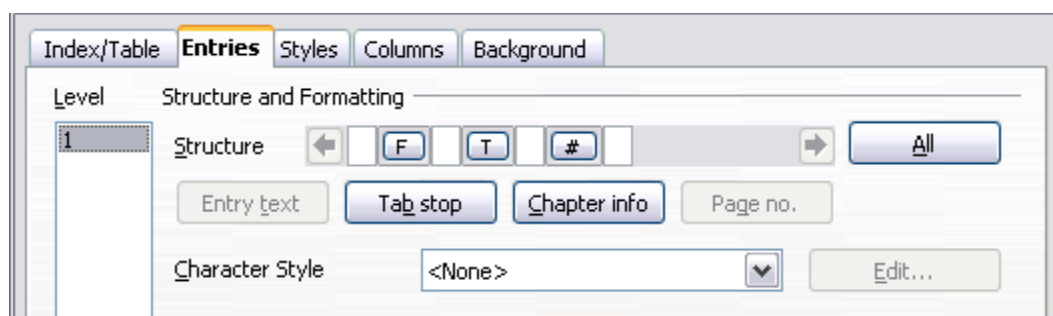 Index/Table Entries Styles Columns Background
Level Structure and Formatting
1 Structure F T # All
Entry text Tab stop Chapter info Page no.
Character Style <None> Edit...